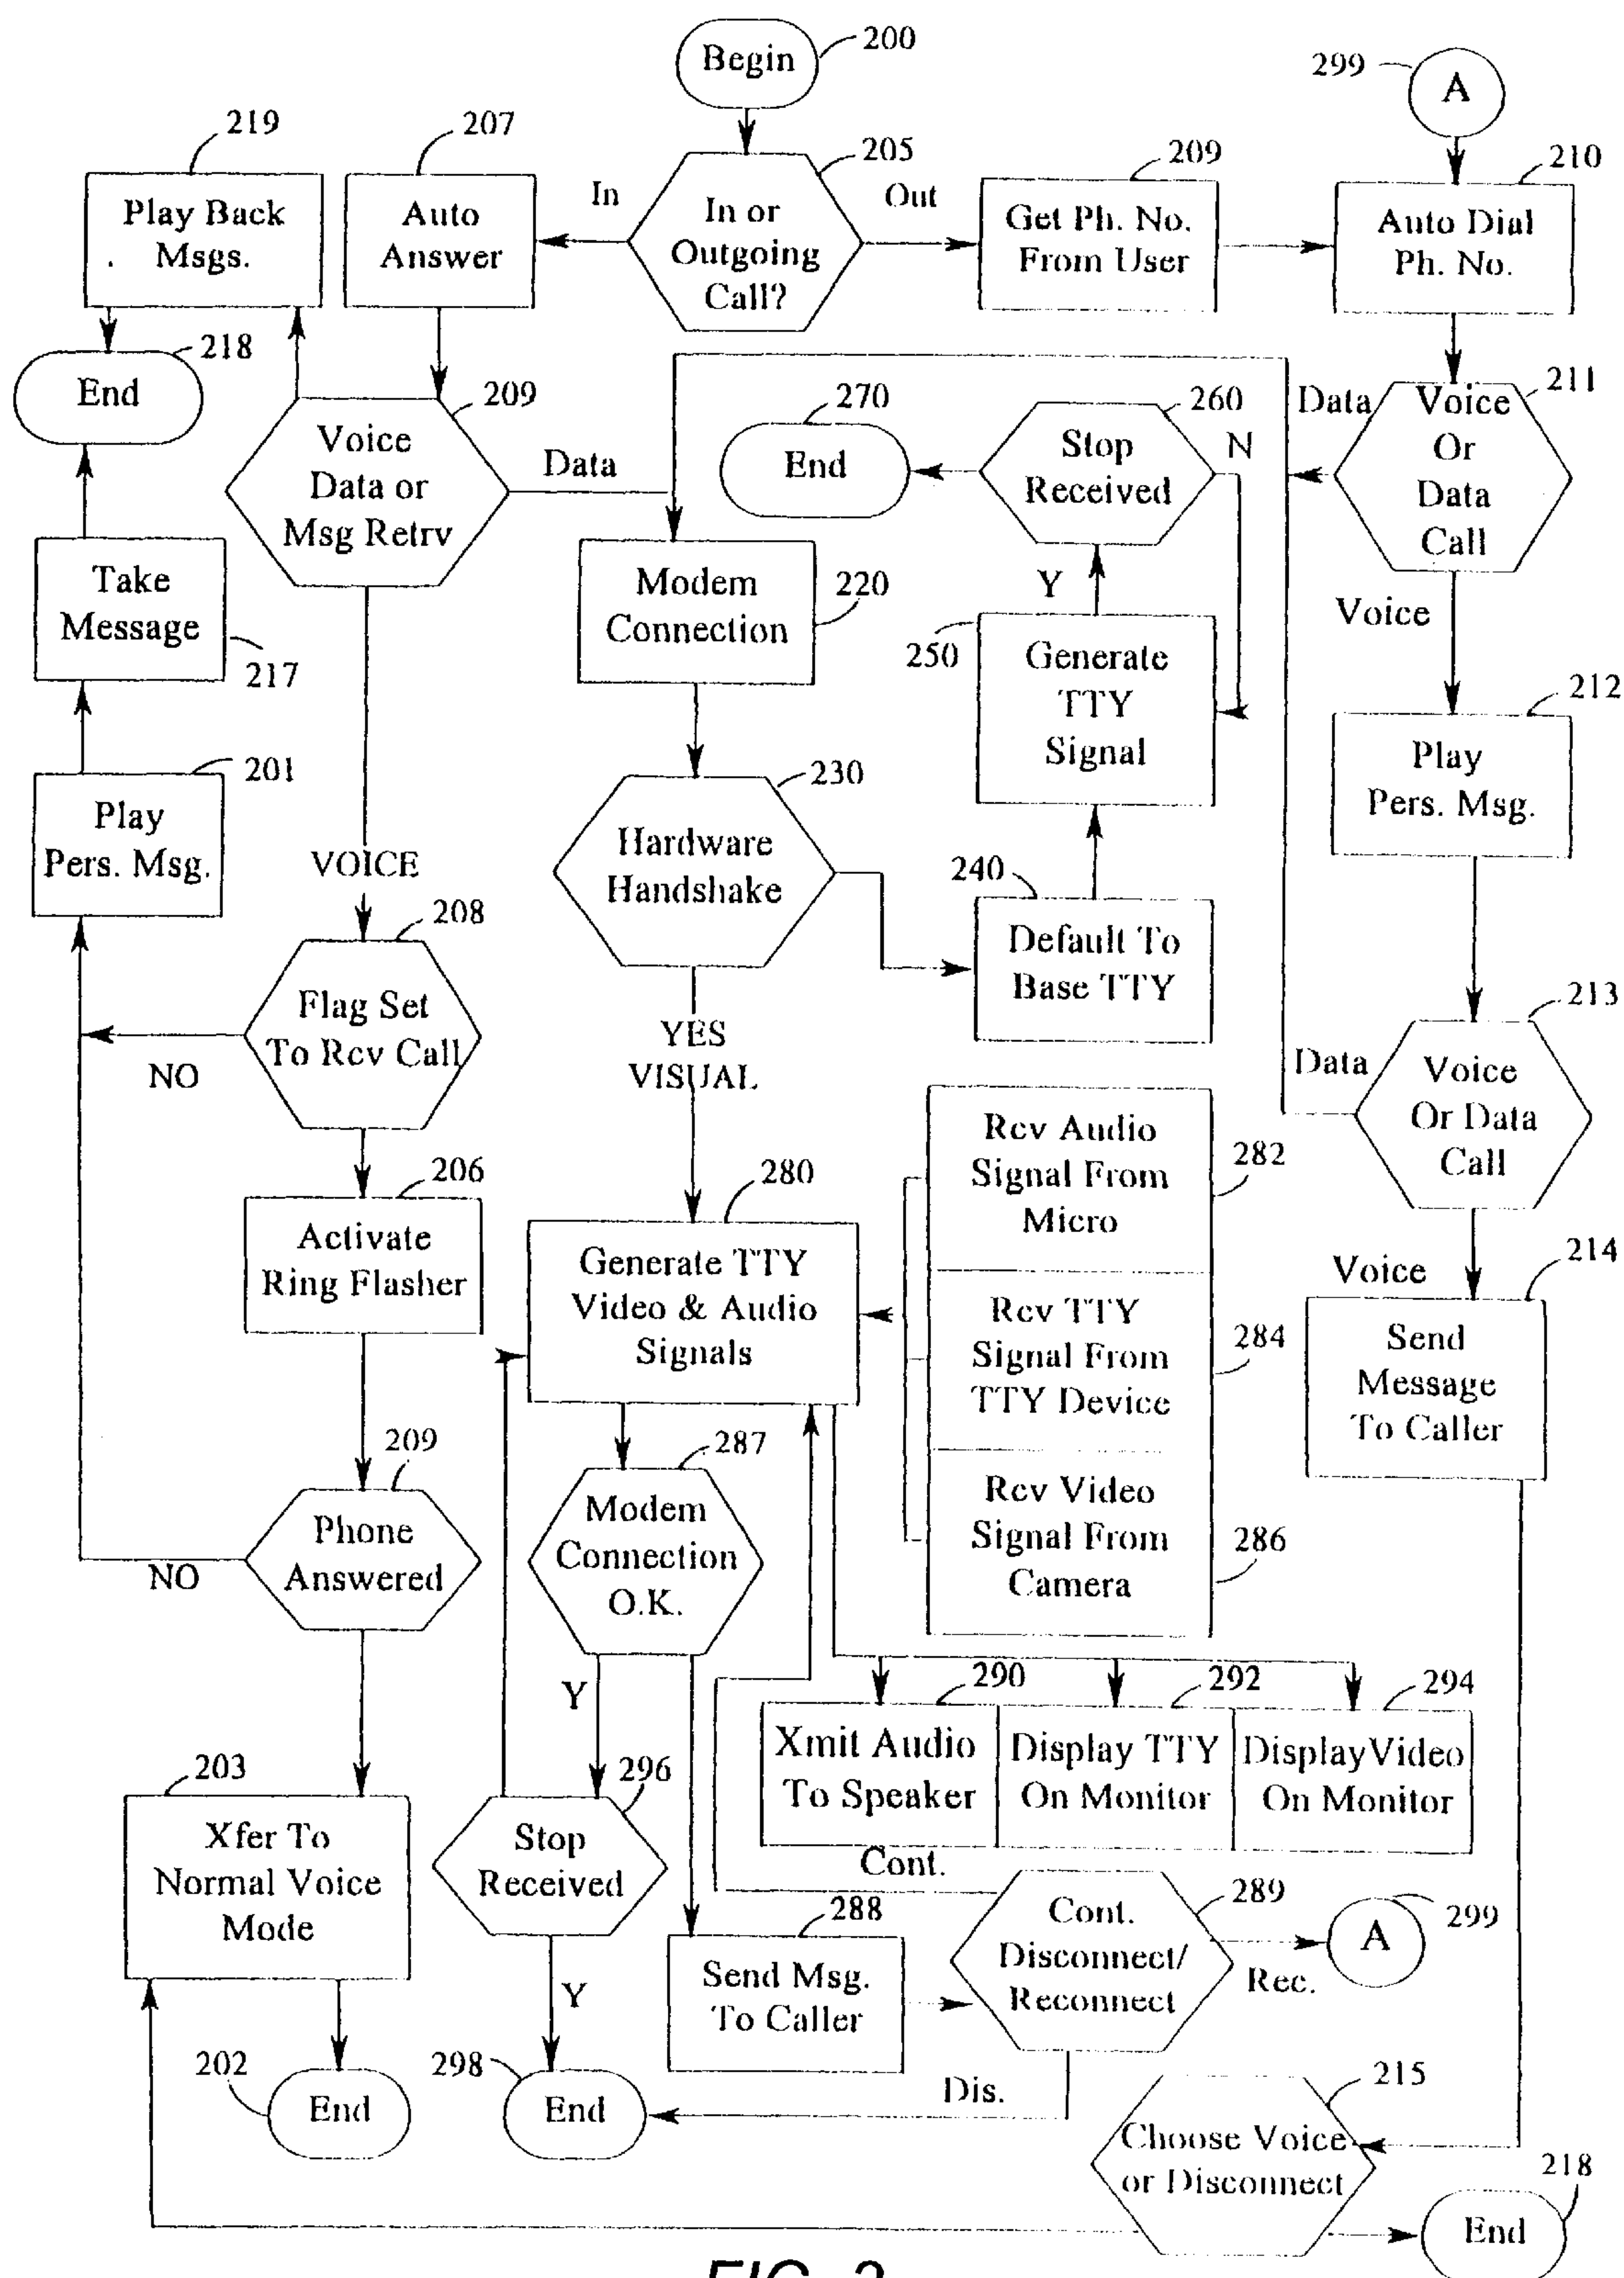 Begin
200
299
A
219
207
205
209
210
Play Back
Msgs.
Auto
Answer
In
In or
Outgoing
Call?
Out
Get Ph. No.
From User
Auto Dial
Ph. No.
218
End
209
Voice
Data or
Msg Retrv
Data
270
End
260
Stop
Received
N
Data
211
Voice
Or
Data
Call
Take
Message
217
Modem
Connection
220
Y
250
Generate
TTY
Signal
Voice
212
Play
Pers. Msg.
201
Play
Pers. Msg.
VOICE
230
Hardware
Handshake
240
Default To
Base TTY
208
Flag Set
To Rcv Call
NO
YES
VISUAL
213
Data
Voice
Or Data
Call
206
Activate
Ring Flasher
280
Generate TTY
Video & Audio
Signals
Rcv Audio
Signal From
Micro
282
Rcv TTY
Signal From
TTY Device
284
Rcv Video
Signal From
Camera
286
Voice
214
Send
Message
To Caller
209
Phone
Answered
NO
287
Modem
Connection
O.K.
Y
290
292
294
Xmit Audio
To Speaker
Display TTY
On Monitor
Display Video
On Monitor
203
Xfer To
Normal Voice
Mode
296
Stop
Received
Y
Cont.
288
Send Msg.
To Caller
289
Cont.
Disconnect/
Reconnect
Rec.
299
A
202
End
298
End
Dis.
215
Choose Voice
or Disconnect
218
End
FIG. 2